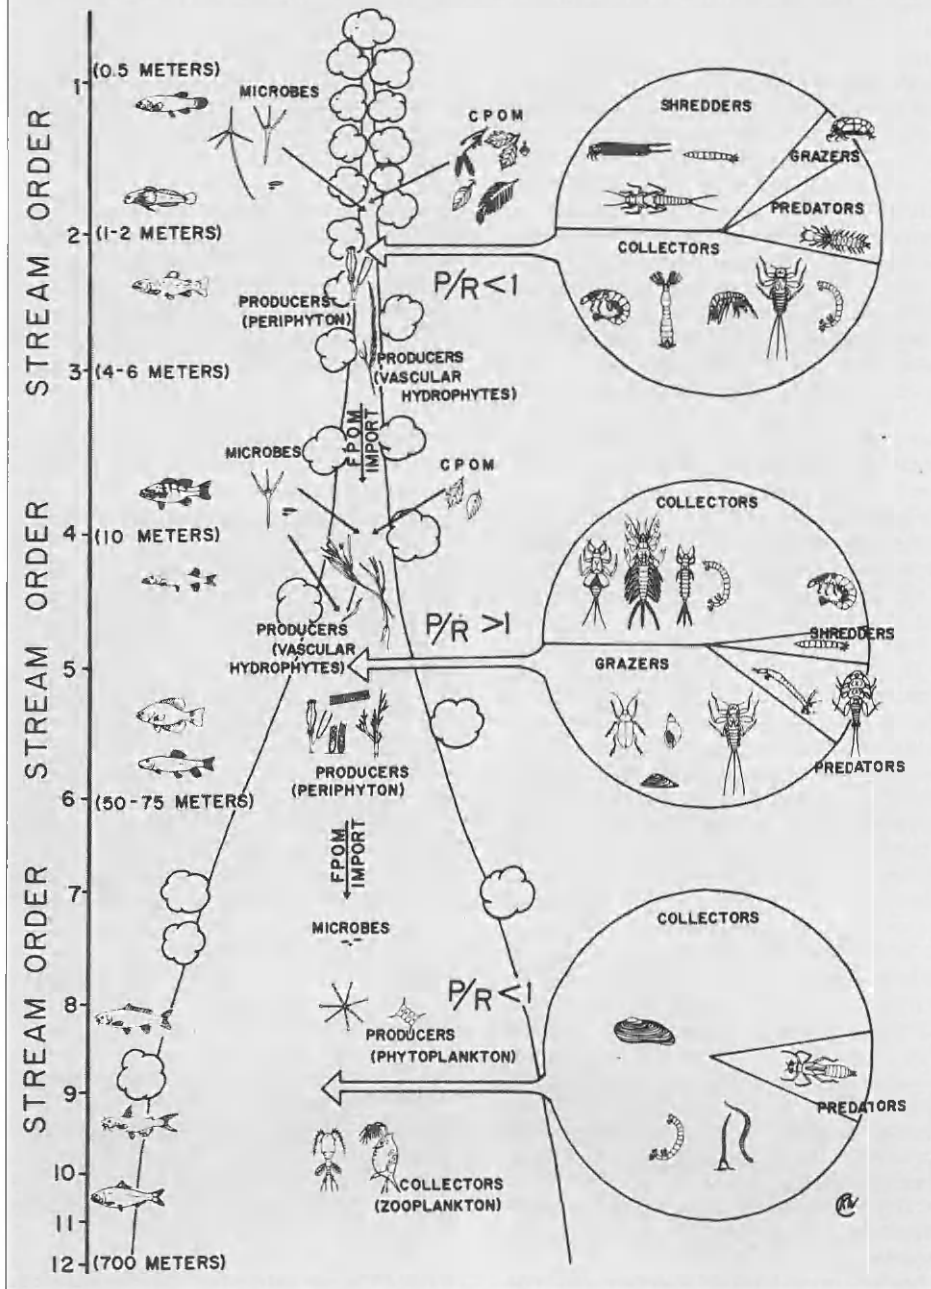 STREAM ORDER
1
(0.5 METERS)
MICROBES
CPOM
SHREDDERS
GRAZERS
PREDATORS
COLLECTORS
2
(1-2 METERS)
P/R<1
PRODUCERS
(PERIPHYTON)
3
(4-6 METERS)
PRODUCERS
(VASCULAR
HYDROPHYTES)
FPOM
IMPORT
STREAM ORDER
MICROBES
CPOM
COLLECTORS
4
(10 METERS)
P/R >1
SHREDDERS
GRAZERS
PREDATORS
PRODUCERS
(VASCULAR
HYDROPHYTES)
5
PRODUCERS
(PERIPHYTON)
6
(50-75 METERS)
FPOM
IMPORT
STREAM ORDER
7
MICROBES
COLLECTORS
P/R<1
8
PRODUCERS
(PHYTOPLANKTON)
PREDATORS
9
COLLECTORS
(ZOOPLANKTON)
10
11
12
(700 METERS)